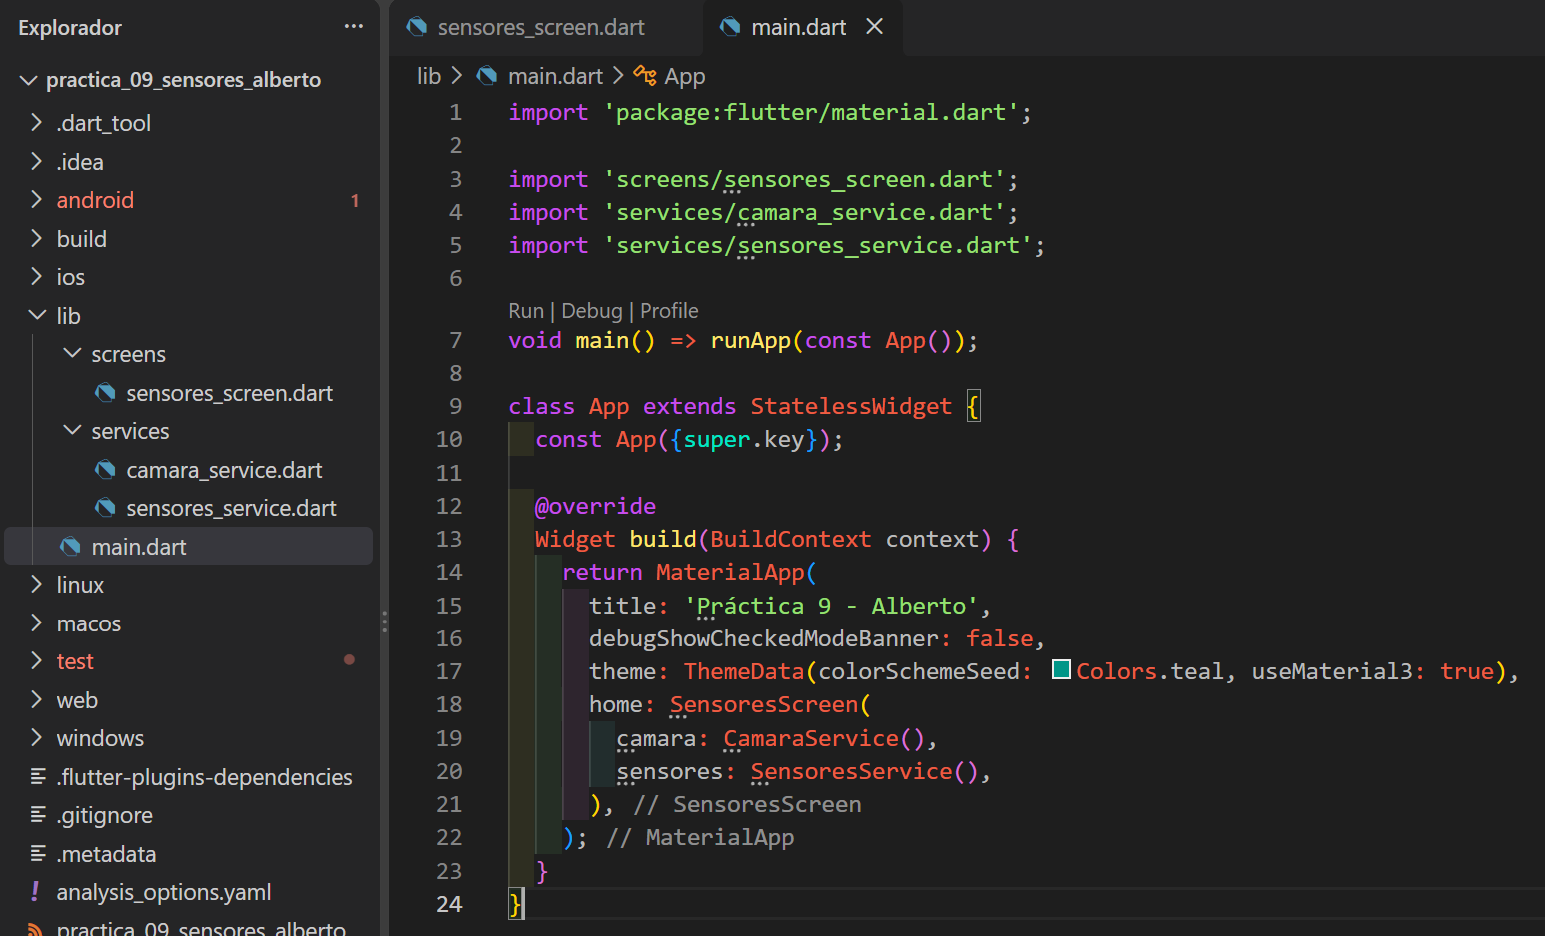 Explorador
practica_09_sensores_alberto
.dart_tool
.idea
android 1
build
ios
lib
screens
sensores_screen.dart
services
camara_service.dart
sensores_service.dart
main.dart
linux
macos
test
web
windows
.flutter-plugins-dependencies
.gitignore
.metadata
! analysis_options.yaml
practica_09_sensores_alberto
sensores_screen.dart main.dart
lib > main.dart > App
1 import 'package:flutter/material.dart';
2
3 import 'screens/sensores_screen.dart';
4 import 'services/camara_service.dart';
5 import 'services/sensores_service.dart';
6
Run | Debug | Profile
7 void main() => runApp(const App());
8
9 class App extends StatelessWidget {
10 const App({super.key});
11
12 @override
13 Widget build(BuildContext context) {
14 return MaterialApp(
15 title: 'Práctica 9 - Alberto',
16 debugShowCheckedModeBanner: false,
17 theme: ThemeData(colorSchemeSeed: Colors.teal, useMaterial3: true),
18 home: SensoresScreen(
19 camara: CamaraService(),
20 sensores: SensoresService(),
21 ), // SensoresScreen
22 ); // MaterialApp
23 }
24 }